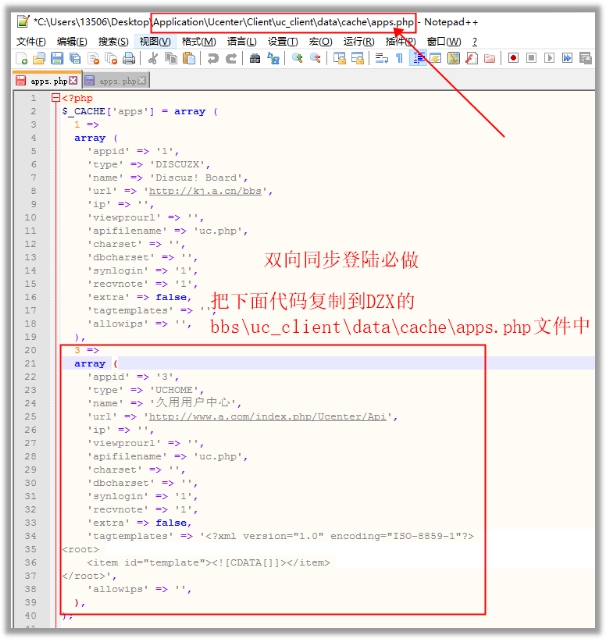 *C:\Users\13506\Desktop\Application\Ucenter\Client\uc_client\data\cache\apps.php - Notepad++
文件(F) 编辑(E) 搜索(S) 视图(V) 格式(M) 语言(L) 设置(T) 宏(O) 运行(R) 插件(P) 窗口(W) ?
apps.php apps.php
1 <?php
2 $_CACHE['apps'] = array (
3 1 =>
4 array (
5 'appid' => '1',
6 'type' => 'DISCUZX',
7 'name' => 'Discuz! Board',
8 'url' => 'http://kj.a.cn/bbs',
9 'ip' => '',
10 'viewprourl' => '',
11 'apifilename' => 'uc.php',
12 'charset' => '',
13 'dbcharset' => '',
14 'synlogin' => '1',
15 'recvnote' => '1',
16 'extra' => false,
17 'tagtemplates' => '',
18 'allowips' => '',
19 ),
双向同步登陆必做
把下面代码复制到DZX的
bbs\uc_client\data\cache\apps.php文件中
20 3 =>
21 array (
22 'appid' => '3',
23 'type' => 'UCHOME',
24 'name' => '久用用户中心',
25 'url' => 'http://www.a.com/index.php/Ucenter/Api',
26 'ip' => '',
27 'viewprourl' => '',
28 'apifilename' => 'uc.php',
29 'charset' => '',
30 'dbcharset' => '',
31 'synlogin' => '1',
32 'recvnote' => '1',
33 'extra' => false,
34 'tagtemplates' => '<?xml version="1.0" encoding="ISO-8859-1"?>
35 <root>
36 <item id="template"><![CDATA[]]></item>
37 </root>',
38 'allowips' => '',
39 ),
40 );